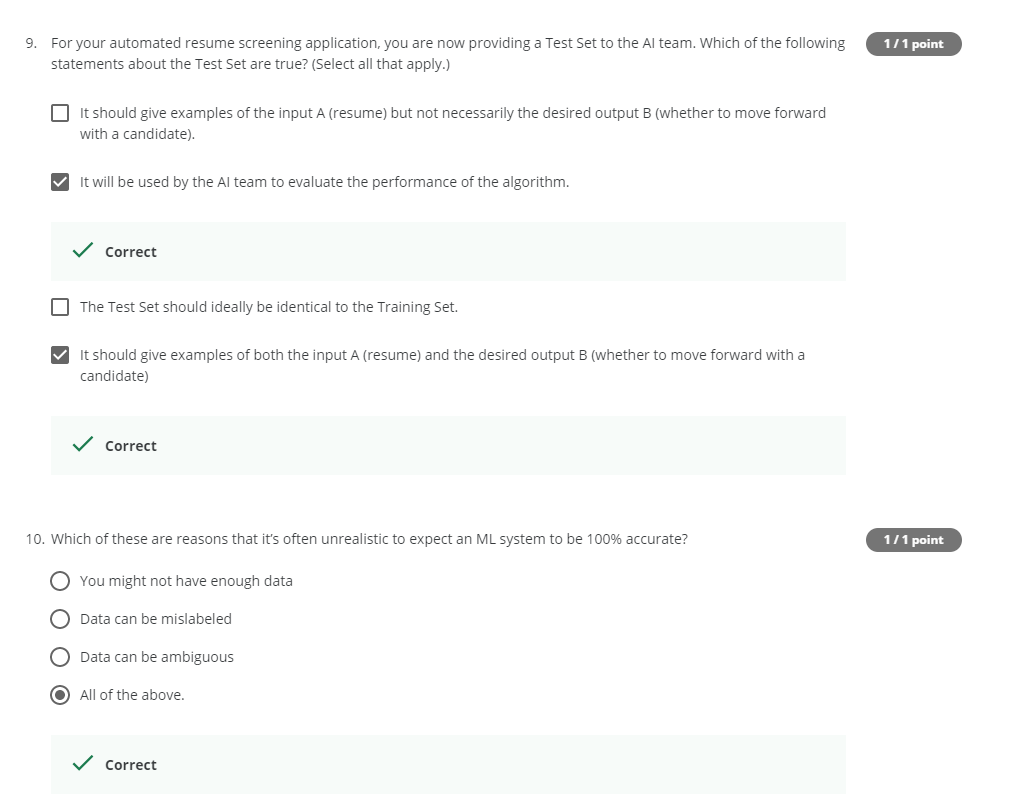 9. For your automated resume screening application, you are now providing a Test Set to the AI team. Which of the following
1 / 1 point
statements about the Test Set are true? (Select all that apply.)
It should give examples of the input A (resume) but not necessarily the desired output B (whether to move forward
with a candidate).
It will be used by the AI team to evaluate the performance of the algorithm.
Correct
The Test Set should ideally be identical to the Training Set.
It should give examples of both the input A (resume) and the desired output B (whether to move forward with a
candidate)
Correct
10. Which of these are reasons that it's often unrealistic to expect an ML system to be 100% accurate?
1 / 1 point
You might not have enough data
Data can be mislabeled
Data can be ambiguous
All of the above.
Correct